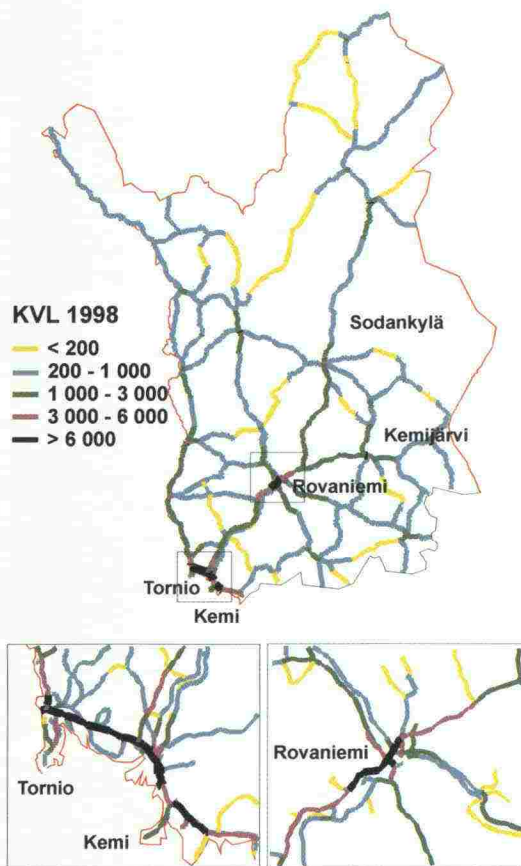 KVL 1998
< 200
200 - 1 000
1 000 - 3 000
3 000 - 6 000
> 6 000
Sodankylä
Kemijärvi
Rovaniemi
Tornio
Kemi
Tornio
Kemi
Rovaniemi